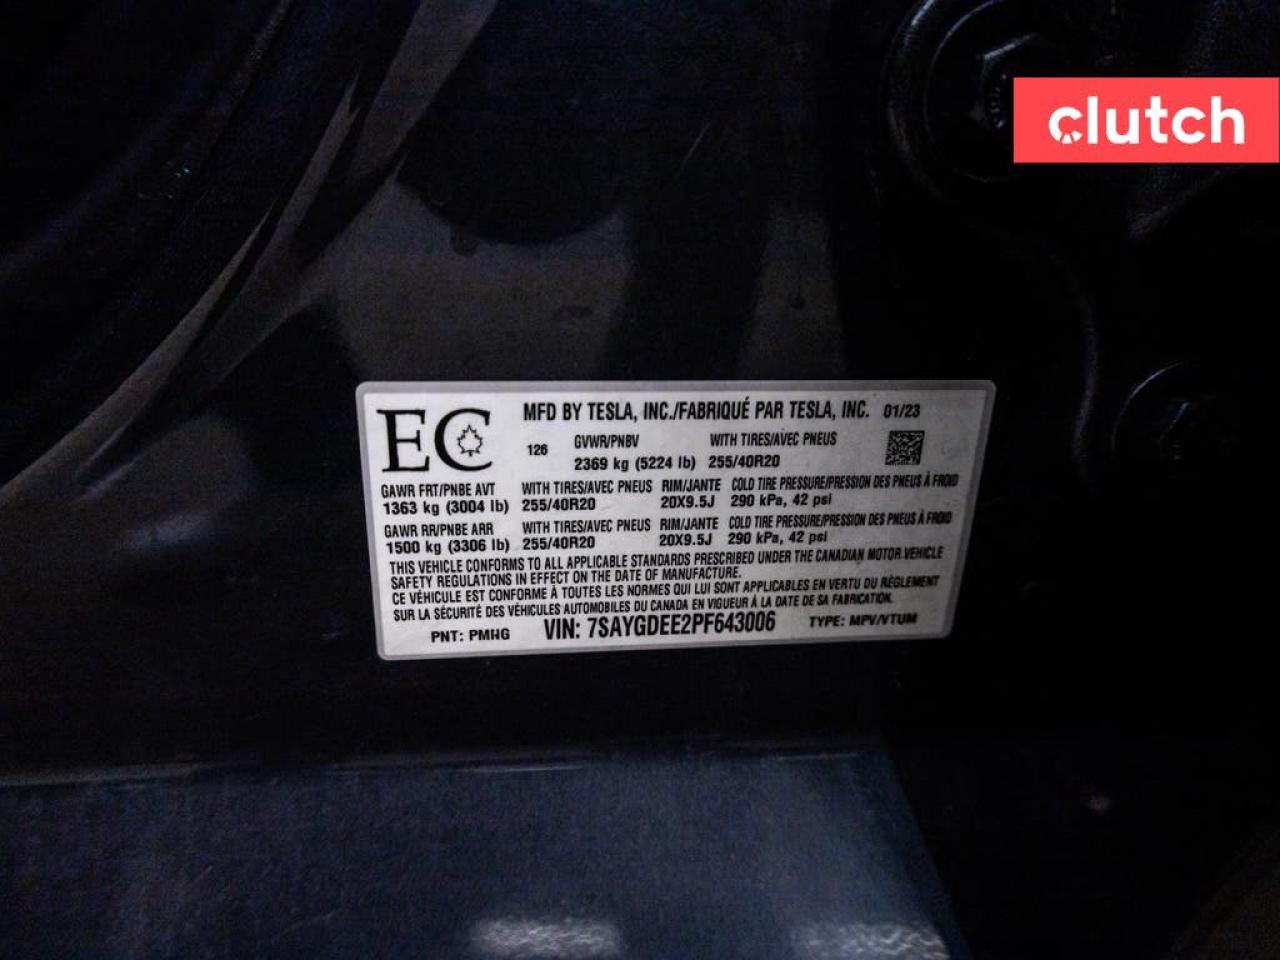 clutch
EC
MFD BY TESLA, INC./FABRIQUÉ PAR TESLA, INC. 01/23
126 GVWR/PNBV WITH TIRES/AVEC PNEUS
2369 kg (5224 lb) 255/40R20
GAWR FRT/PNBE AVT WITH TIRES/AVEC PNEUS RIM/JANTE COLD TIRE PRESSURE/PRESSION DES PNEUS À FROID
1363 kg (3004 lb) 255/40R20 20X9.5J 290 kPa, 42 psi
GAWR RR/PNBE ARR WITH TIRES/AVEC PNEUS RIM/JANTE COLD TIRE PRESSURE/PRESSION DES PNEUS À FROID
1500 kg (3306 lb) 255/40R20 20X9.5J 290 kPa, 42 psi
THIS VEHICLE CONFORMS TO ALL APPLICABLE STANDARDS PRESCRIBED UNDER THE CANADIAN MOTOR VEHICLE
SAFETY REGULATIONS IN EFFECT ON THE DATE OF MANUFACTURE.
CE VÉHICULE EST CONFORME À TOUTES LES NORMES QUI LUI SONT APPLICABLES EN VERTU DU RÈGLEMENT
SUR LA SÉCURITÉ DES VÉHICULES AUTOMOBILES DU CANADA EN VIGUEUR À LA DATE DE SA FABRICATION.
PNT: PMHG VIN: 7SAYGDEE2PF643006 TYPE: MPV/VTUM